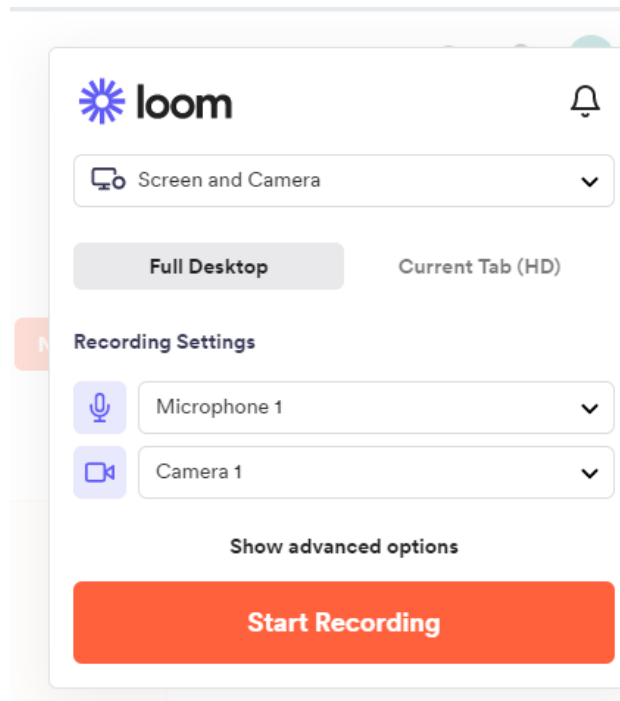 loom
Screen and Camera
Full Desktop Current Tab (HD)
Recording Settings
Microphone 1
Camera 1
Show advanced options
Start Recording